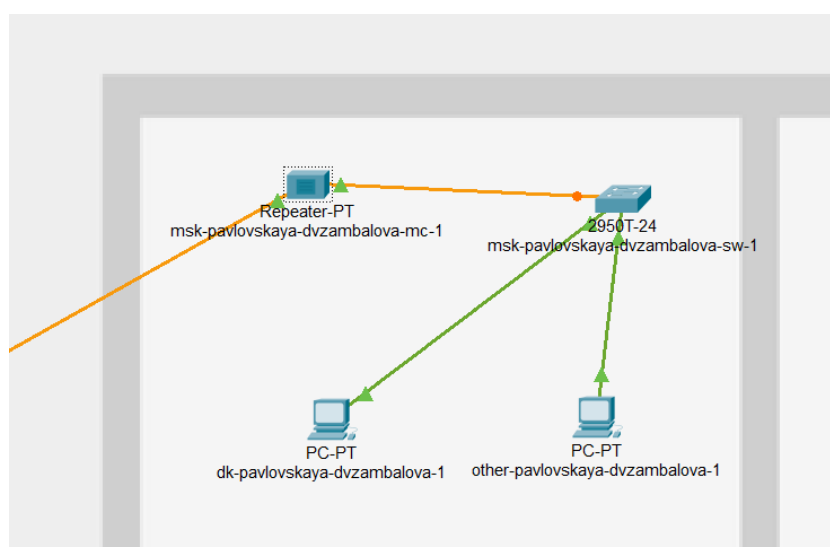 Repeater-PT
msk-pavlovskaya-dvzambalova-mc-1
2950T-24
msk-pavlovskaya-dvzambalova-sw-1
PC-PT
dk-pavlovskaya-dvzambalova-1
PC-PT
other-pavlovskaya-dvzambalova-1